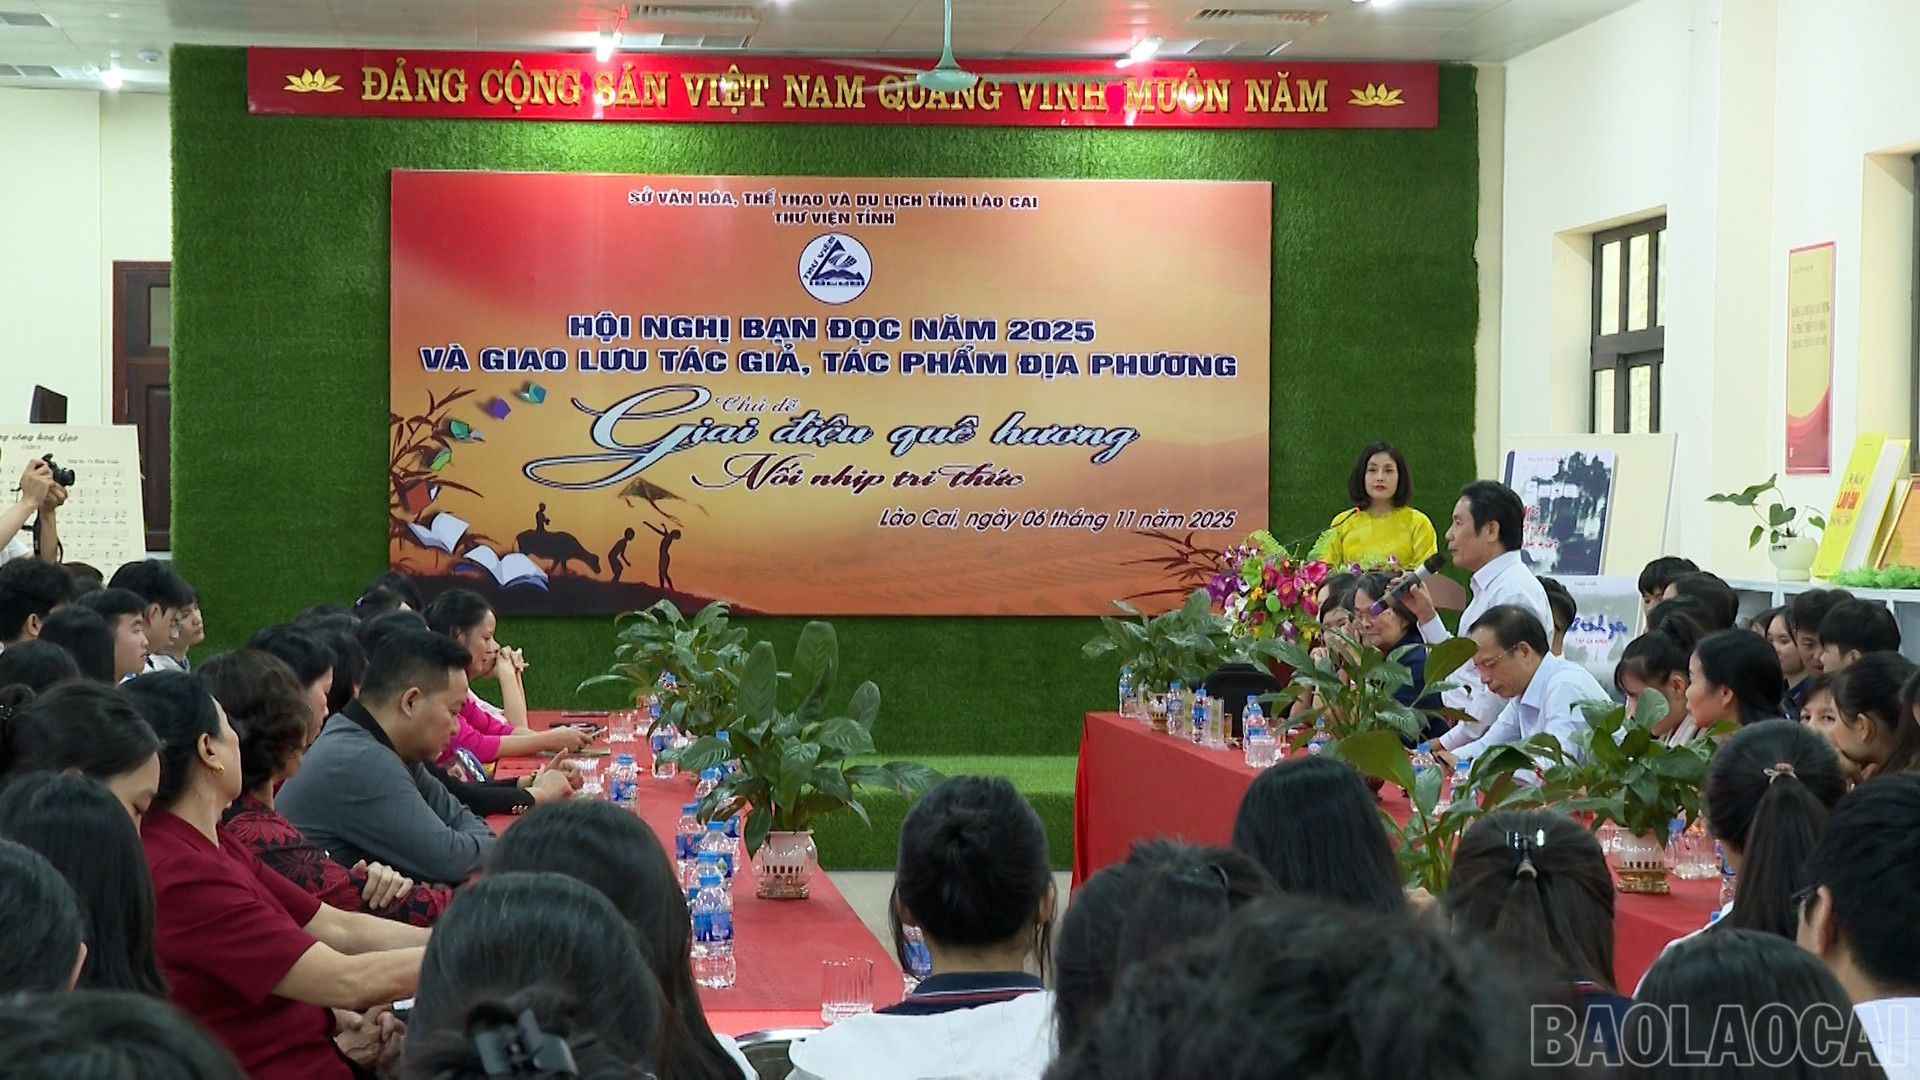 ĐẢNG CỘNG SẢN VIỆT NAM QUANG VINH MUÔN NĂM
SỞ VĂN HÓA, THỂ THAO VÀ DU LỊCH TỈNH LÀO CAI
THƯ VIỆN TỈNH
THƯ VIỆN
HỘI NGHỊ BẠN ĐỌC NĂM 2025
VÀ GIAO LƯU TÁC GIẢ, TÁC PHẨM ĐỊA PHƯƠNG
Chủ đề
Giai điệu quê hương
Nối nhịp tri thức
Lào Cai, ngày 06 tháng 11 năm 2025
BAOLAOCAI